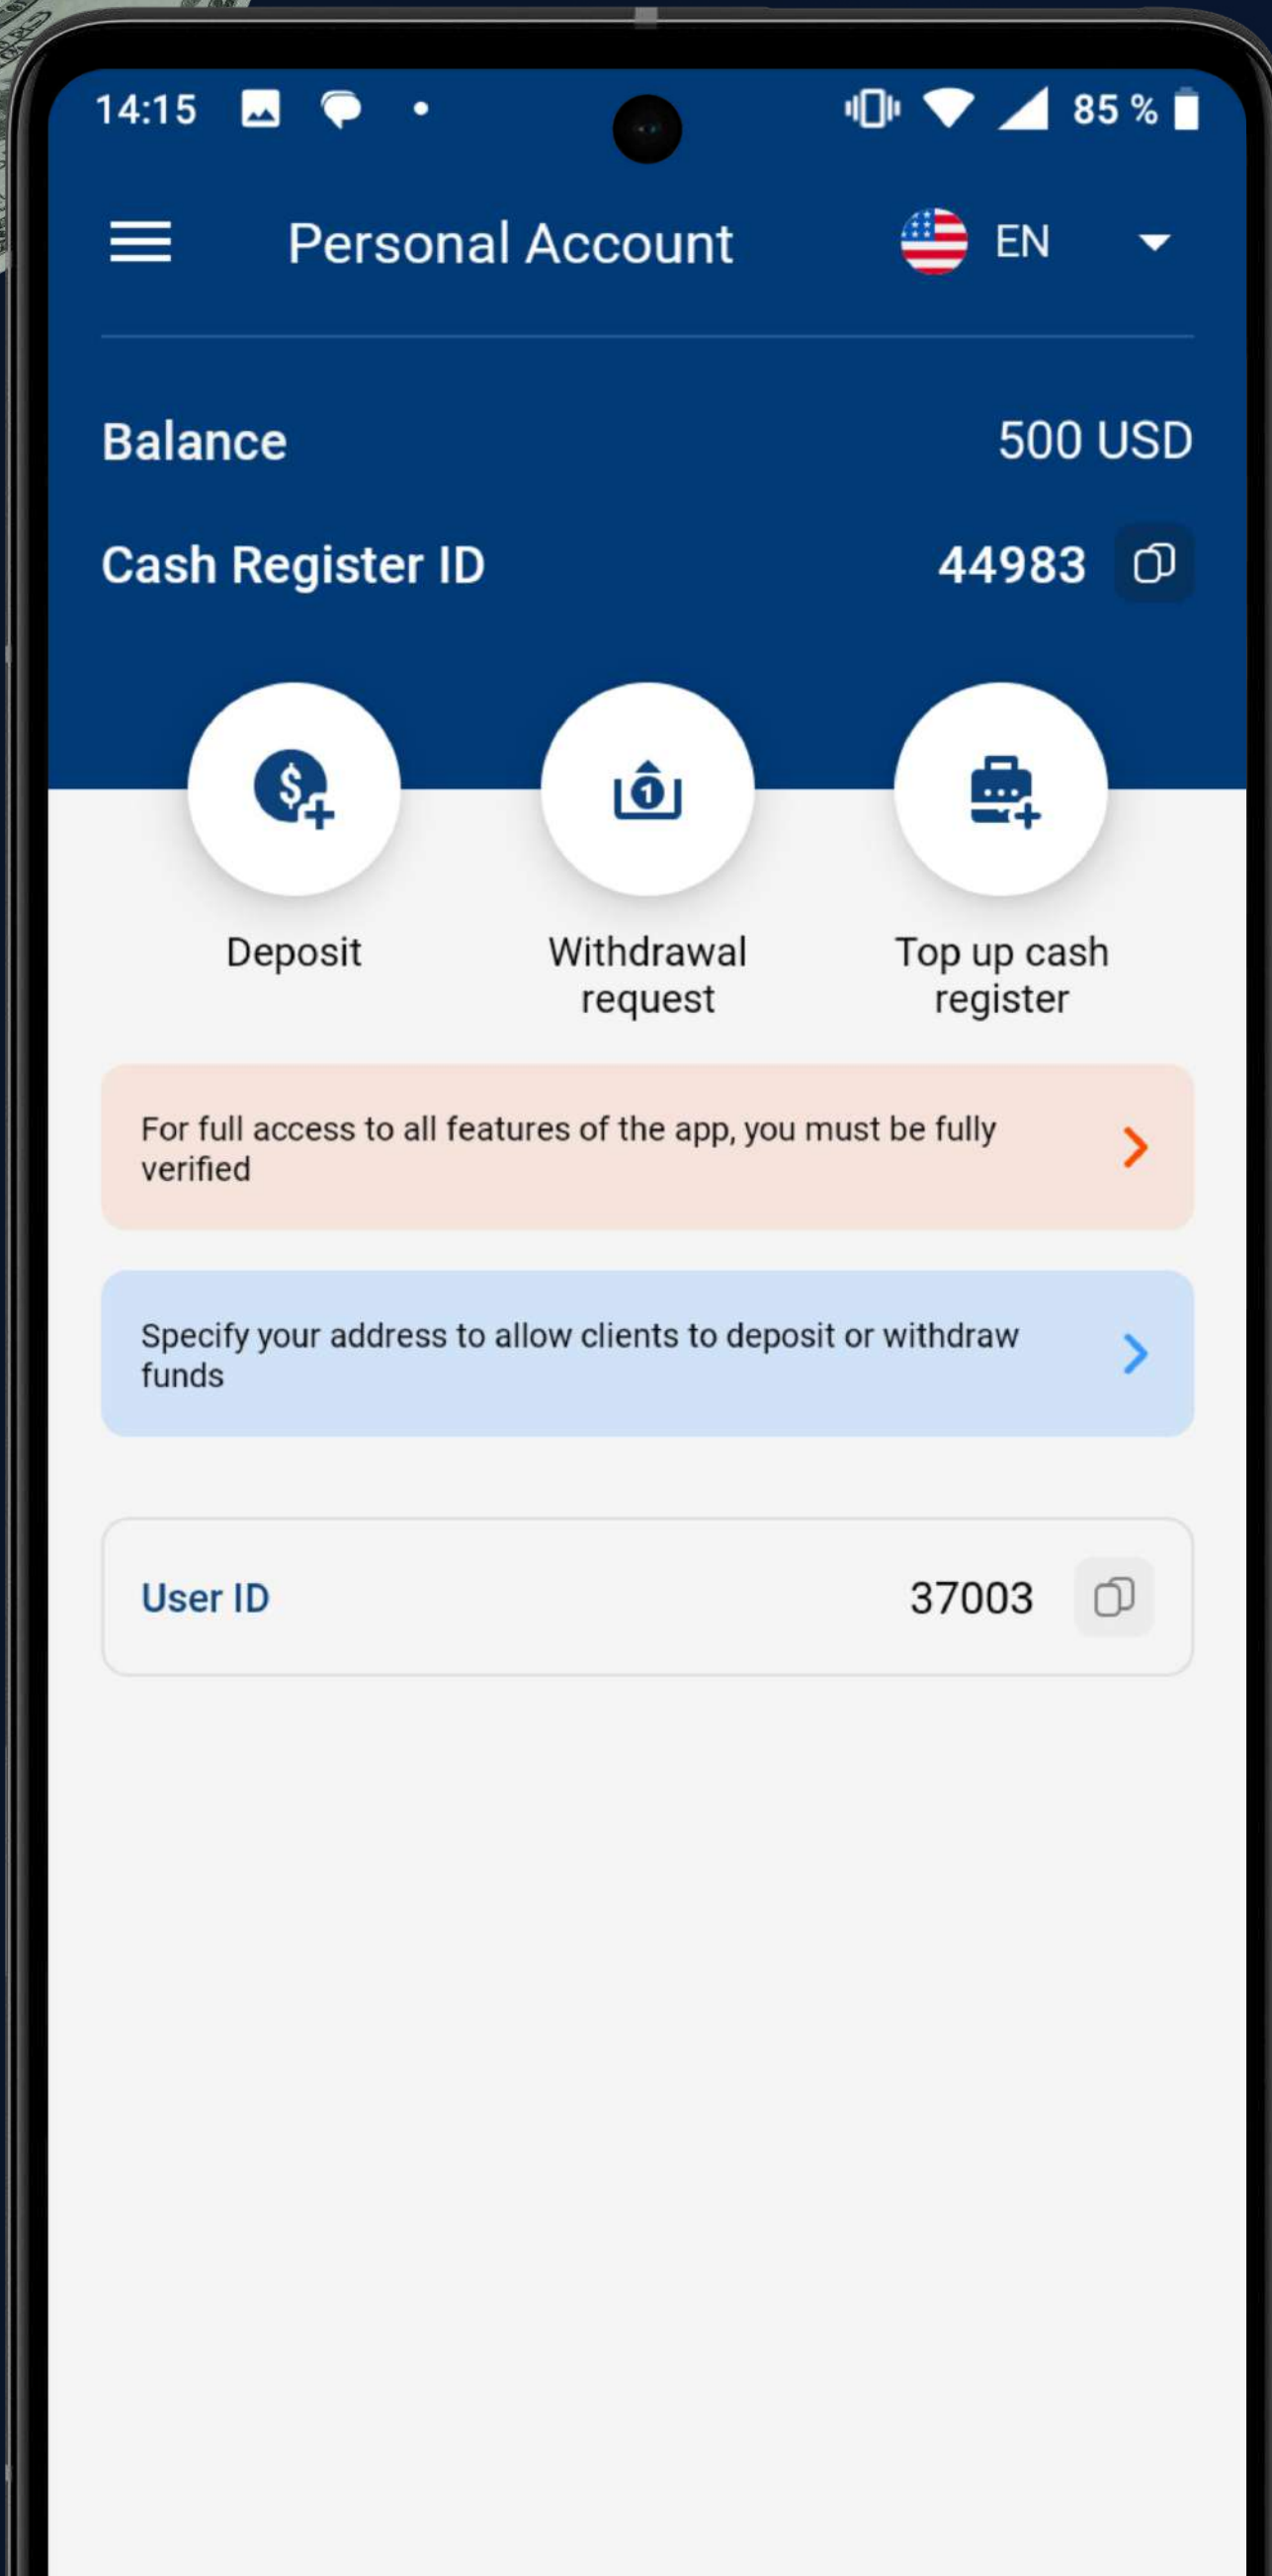 14:15
85 %
Personal Account
EN
Balance
500 USD
Cash Register ID
44983
Deposit
Withdrawal
request
Top up cash
register
For full access to all features of the app, you must be fully
verified
Specify your address to allow clients to deposit or withdraw
funds
User ID
37003